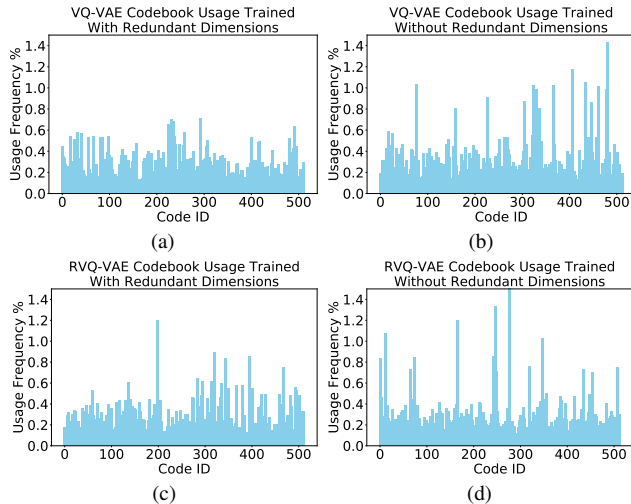 VQ-VAE Codebook Usage Trained
With Redundant Dimensions
Usage Frequency %
1.4
1.2
1.0
0.8
0.6
0.4
0.2
0.0
0 100 200 300 400 500
Code ID
(a)
VQ-VAE Codebook Usage Trained
Without Redundant Dimensions
Usage Frequency %
1.4
1.2
1.0
0.8
0.6
0.4
0.2
0.0
0 100 200 300 400 500
Code ID
(b)
RVQ-VAE Codebook Usage Trained
With Redundant Dimensions
Usage Frequency %
1.4
1.2
1.0
0.8
0.6
0.4
0.2
0.0
0 100 200 300 400 500
Code ID
(c)
RVQ-VAE Codebook Usage Trained
Without Redundant Dimensions
Usage Frequency %
1.4
1.2
1.0
0.8
0.6
0.4
0.2
0.0
0 100 200 300 400 500
Code ID
(d)